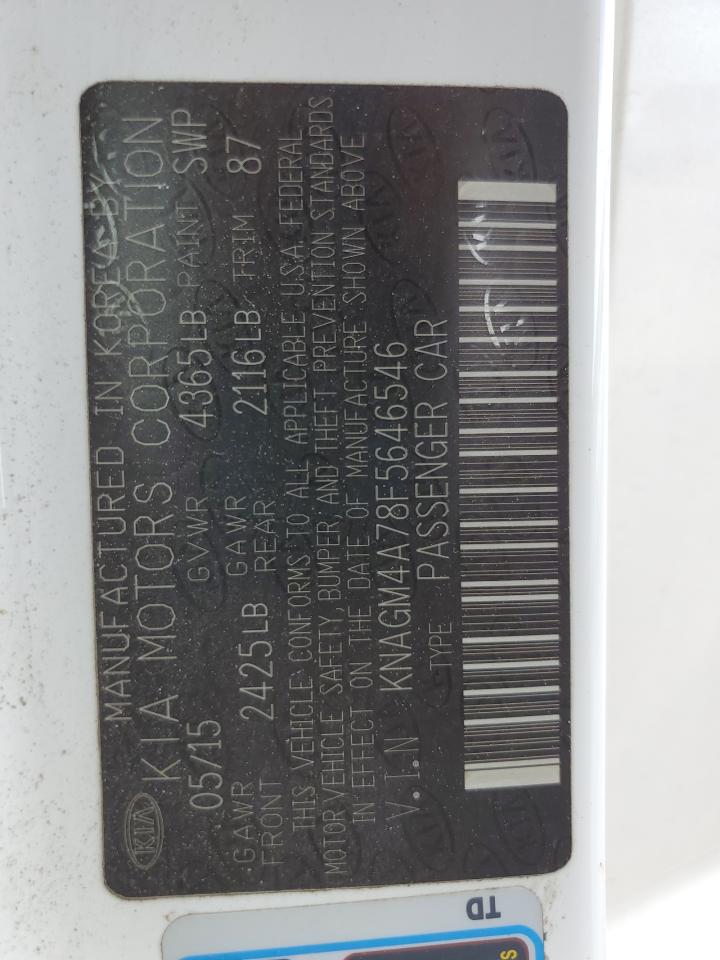 MANUFACTURED IN KOREA BY
KIA KIA MOTORS CORPORATION
05/15 GVWR 4365LB PAINT SWP
GAWR FRONT 2425LB GAWR REAR 2116LB TRIM 87
THIS VEHICLE CONFORMS TO ALL APPLICABLE U.S.A. FEDERAL
MOTOR VEHICLE SAFETY, BUMPER, AND THEFT PREVENTION STANDARDS
IN EFFECT ON THE DATE OF MANUFACTURE SHOWN ABOVE
V.I.N KNAGM4A78F5646546
TYPE PASSENGER CAR
TD